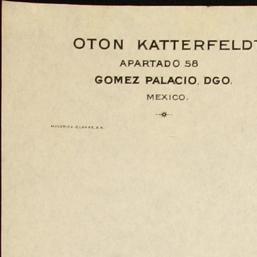 OTON KATTERFELDT
APARTADO 58
GOMEZ PALACIO, DGO.
MEXICO.